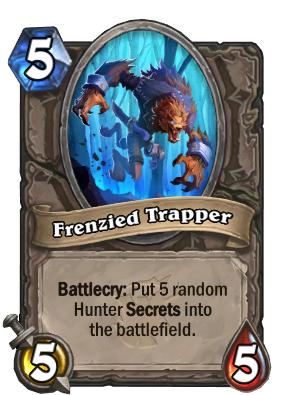 5
Frenzied Trapper
Battlecry: Put 5 random
Hunter Secrets into
the battlefield.
5 5